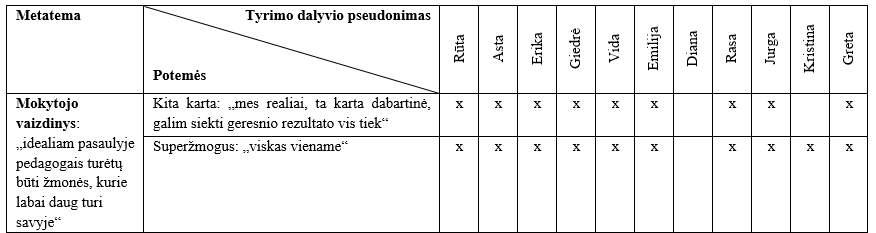 Metatema
Tyrimo dalyvio pseudonimas
Potemės
Rūta
Asta
Erika
Giedrė
Vida
Emilija
Diana
Rasa
Jurga
Kristina
Greta
Mokytojo
vaizdinys:
„idealiam pasaulyje
pedagogais turėtų
būti žmonės, kurie
labai daug turi
savyje“
Kita karta: „mes realiai, ta karta dabartinė,
galim siekti geresnio rezultato vis tiek“
x x x x x x x x x
Superžmogus: „viskas viename“
x x x x x x x x x x